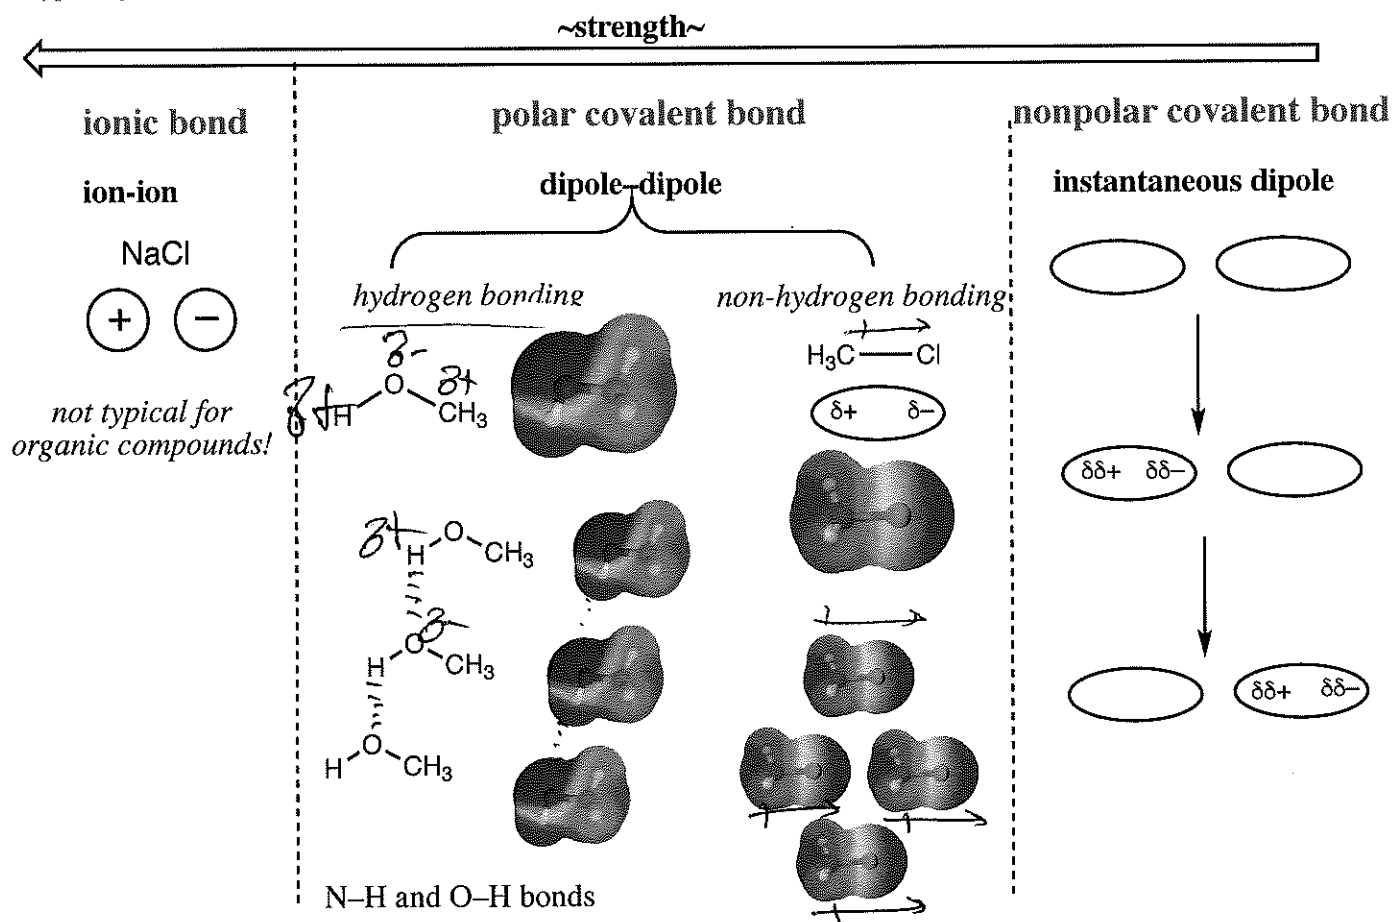 ~strength~
ionic bond
polar covalent bond
nonpolar covalent bond
ion-ion
dipole-dipole
instantaneous dipole
NaCl
+ −
not typical for
organic compounds!
hydrogen bonding
δ−
O
δ+
δ+
H
CH₃
δ+
H
O
CH₃
δ−
O
H
CH₃
O
H
CH₃
N–H and O–H bonds
non-hydrogen bonding
H₃C—Cl
δ+ δ−
δδ+ δδ−
δδ+ δδ−